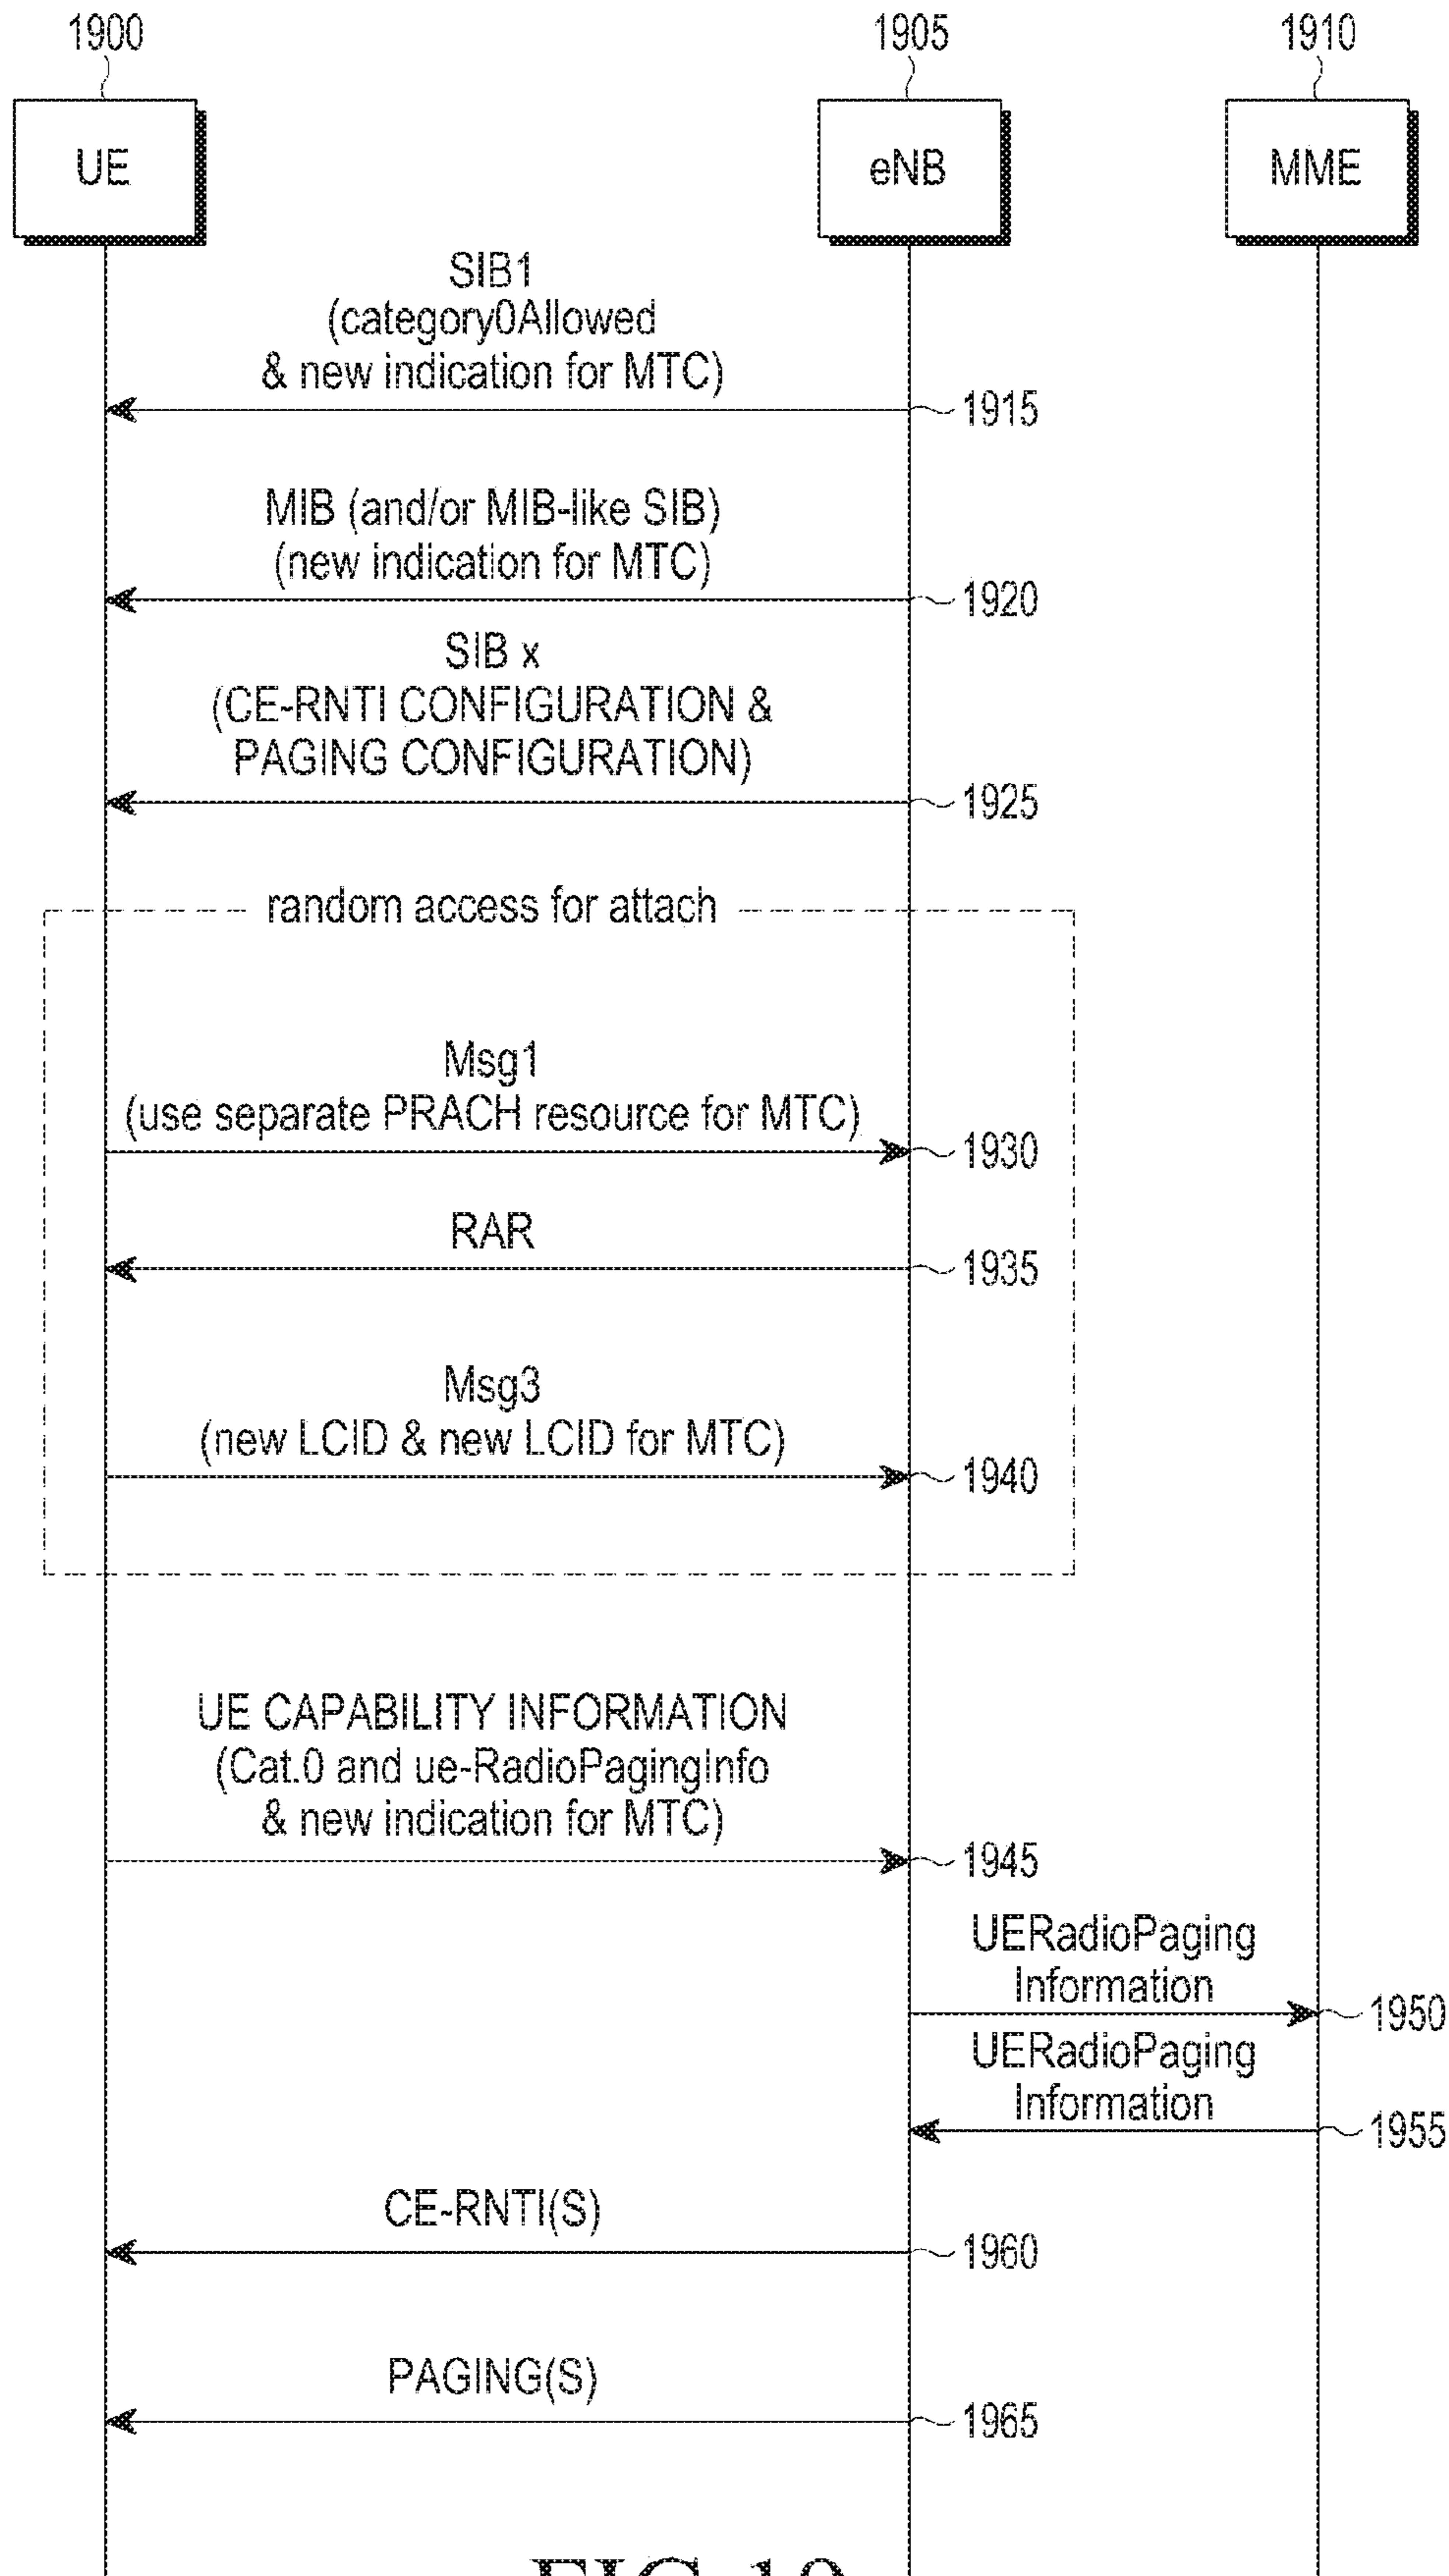 1900
1905
1910
UE
eNB
MME
SIB1
(category0Allowed
& new indication for MTC)
1915
MIB (and/or MIB-like SIB)
(new indication for MTC)
1920
SIB x
(CE-RNTI CONFIGURATION &
PAGING CONFIGURATION)
1925
random access for attach
Msg1
(use separate PRACH resource for MTC)
1930
RAR
1935
Msg3
(new LCID & new LCID for MTC)
1940
UE CAPABILITY INFORMATION
(Cat.0 and ue-RadioPagingInfo
& new indication for MTC)
1945
UERadioPaging
Information
1950
UERadioPaging
Information
1955
CE-RNTI(S)
1960
PAGING(S)
1965